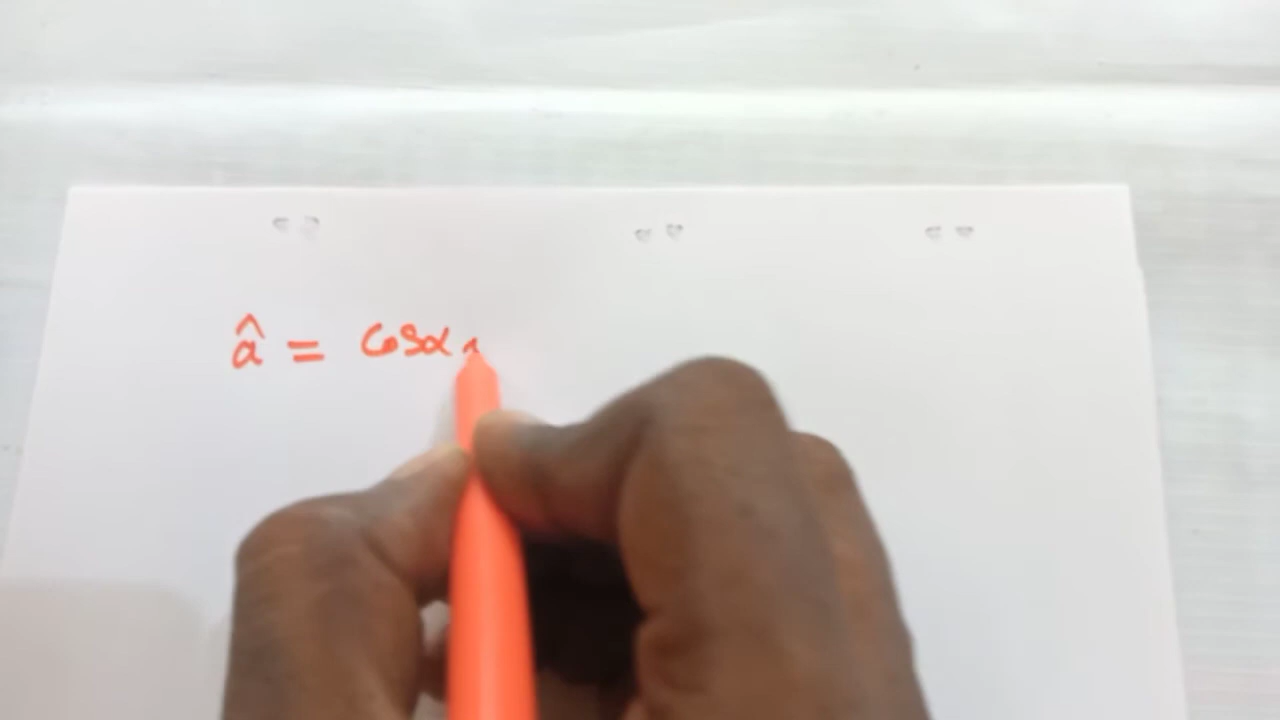 â = cosα